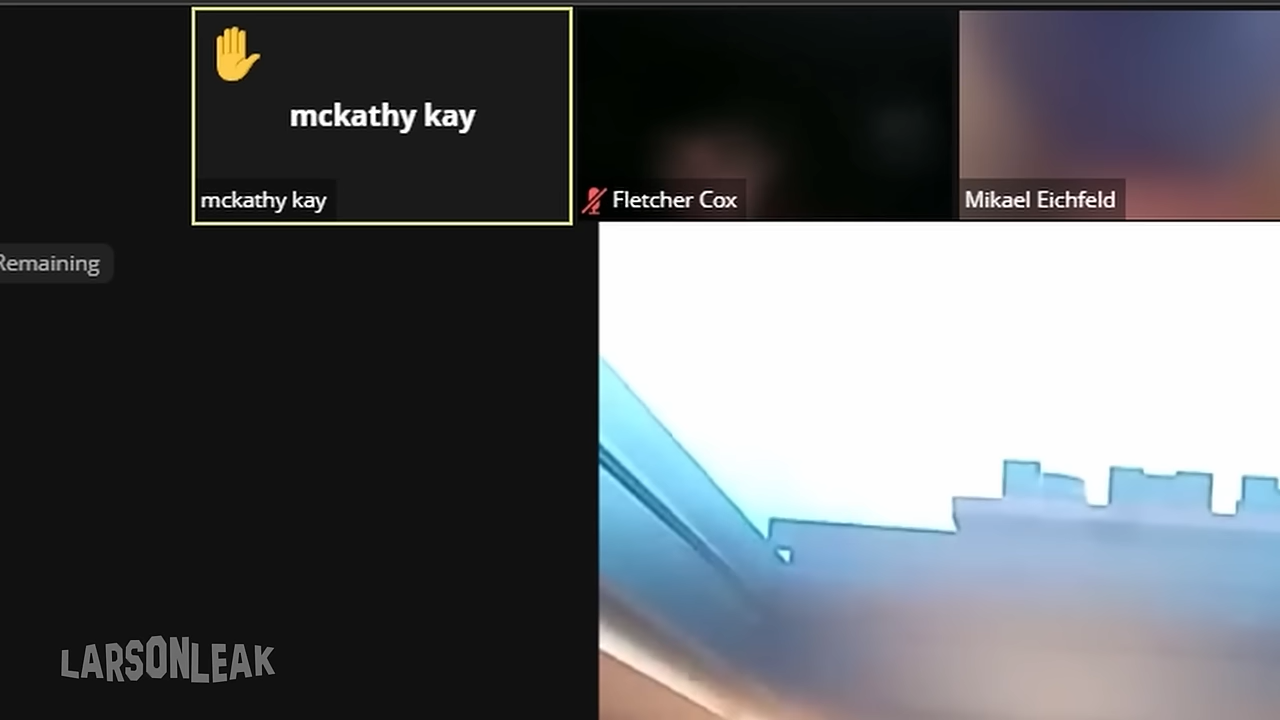 mckathy kay
mckathy kay
Fletcher Cox
Mikael Eichfeld
Remaining
LARSONLEAK